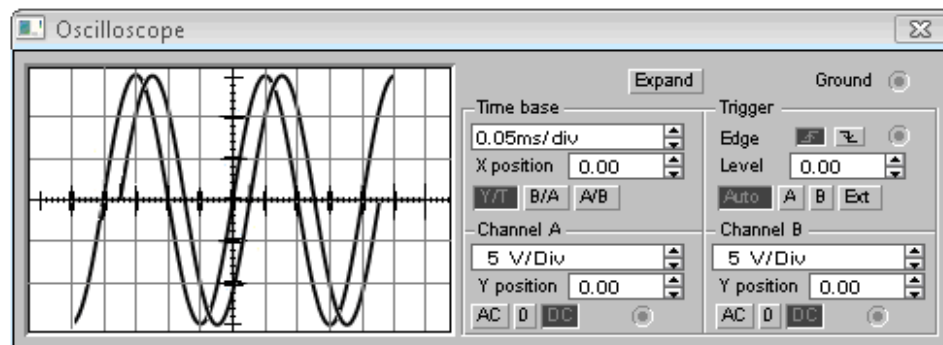 Oscilloscope
Expand Ground
Time base
0.05ms/div
X position 0.00
Y/T B/A A/B
Trigger
Edge
Level 0.00
Auto A B Ext
Channel A
5 V/Div
Y position 0.00
AC 0 DC
Channel B
5 V/Div
Y position 0.00
AC 0 DC